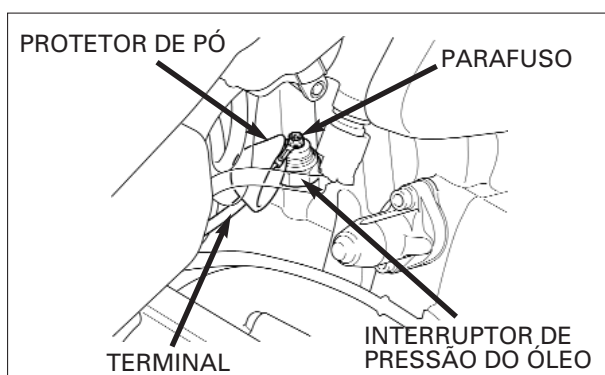 PROTETOR DE PÓ
PARAFUSO
TERMINAL
INTERRUPTOR DE
PRESSÃO DO ÓLEO